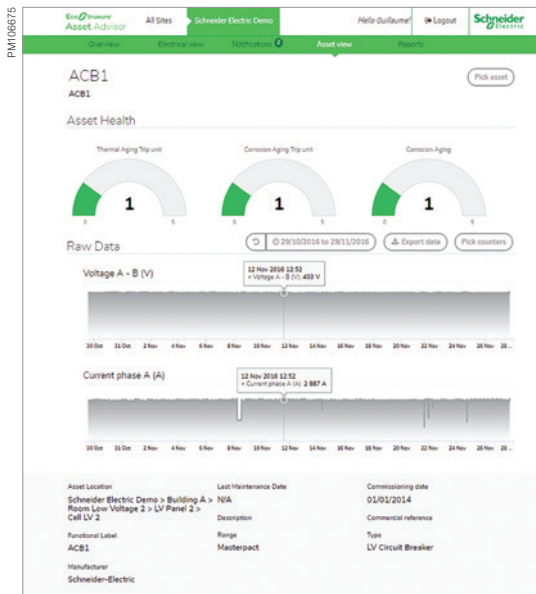 PM106675
EcoStruxure
Asset Advisor
All Sites
Schneider Electric Demo
Hello Guillaume!
Logout
Schneider
Electric
Overview
Electrical view
Notifications 2
Asset view
Reports
ACB1
Pick asset
ACB1
Asset Health
Thermal Aging Trip unit
Corrosion Aging Trip unit
Corrosion Aging
1
1
1
0 5
0 5
0 5
Raw Data
29/10/2016 to 29/11/2016
Export data
Pick counters
Voltage A - B (V)
12 Nov 2016 12:52
Voltage A - B (V): 403 V
30 Oct 31 Oct 2 Nov 4 Nov 6 Nov 8 Nov 10 Nov 12 Nov 14 Nov 16 Nov 18 Nov 20 Nov 22 Nov 24 Nov 26 Nov 28 ...
Current phase A (A)
12 Nov 2016 12:52
Current phase A (A): 2 887 A
30 Oct 31 Oct 2 Nov 4 Nov 6 Nov 8 Nov 10 Nov 12 Nov 14 Nov 16 Nov 18 Nov 20 Nov 22 Nov 24 Nov 26 Nov 28 ...
Asset Location
Schneider Electric Demo > Building A >
Room Low Voltage 2 > LV Panel 2 >
Cell LV 2
Functional Label
ACB1
Manufacturer
Schneider-Electric
Last Maintenance Date
N/A
Description
Range
Masterpact
Commissioning date
01/01/2014
Commercial reference
Type
LV Circuit Breaker